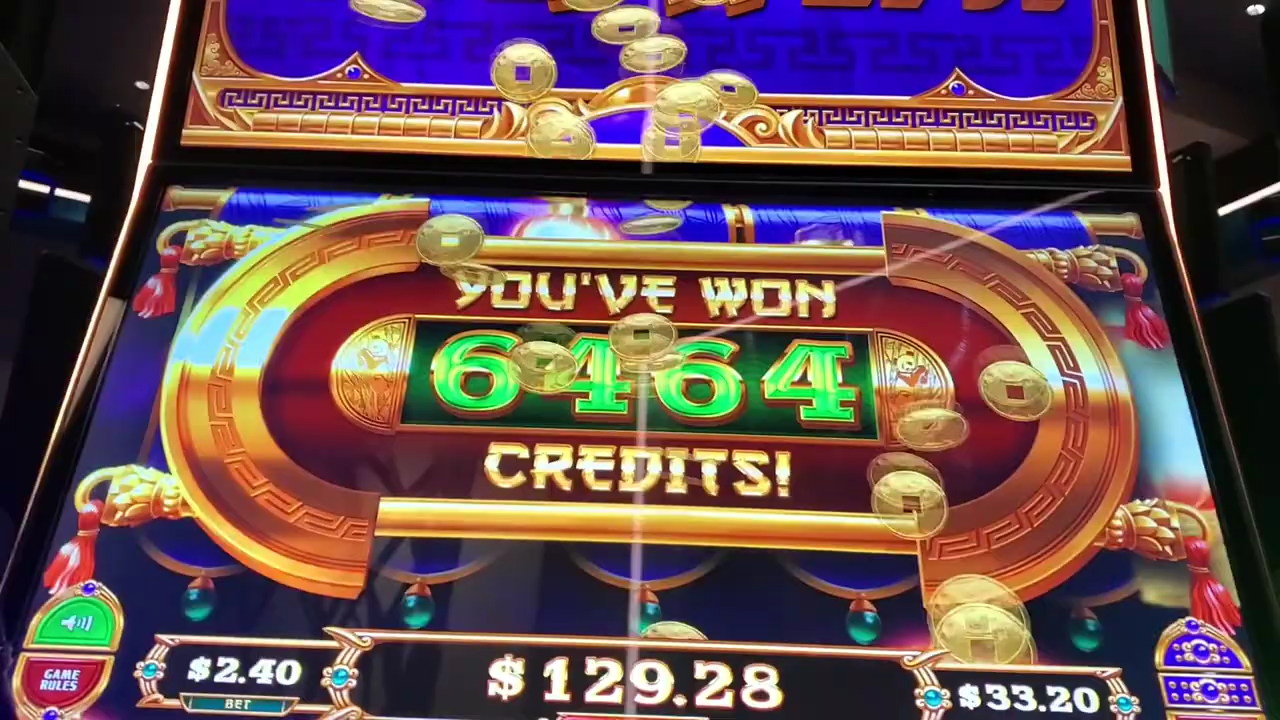 YOU'VE WON
6464
CREDITS!
GAME
RULES
$2.40
BET
$129.28
$33.20